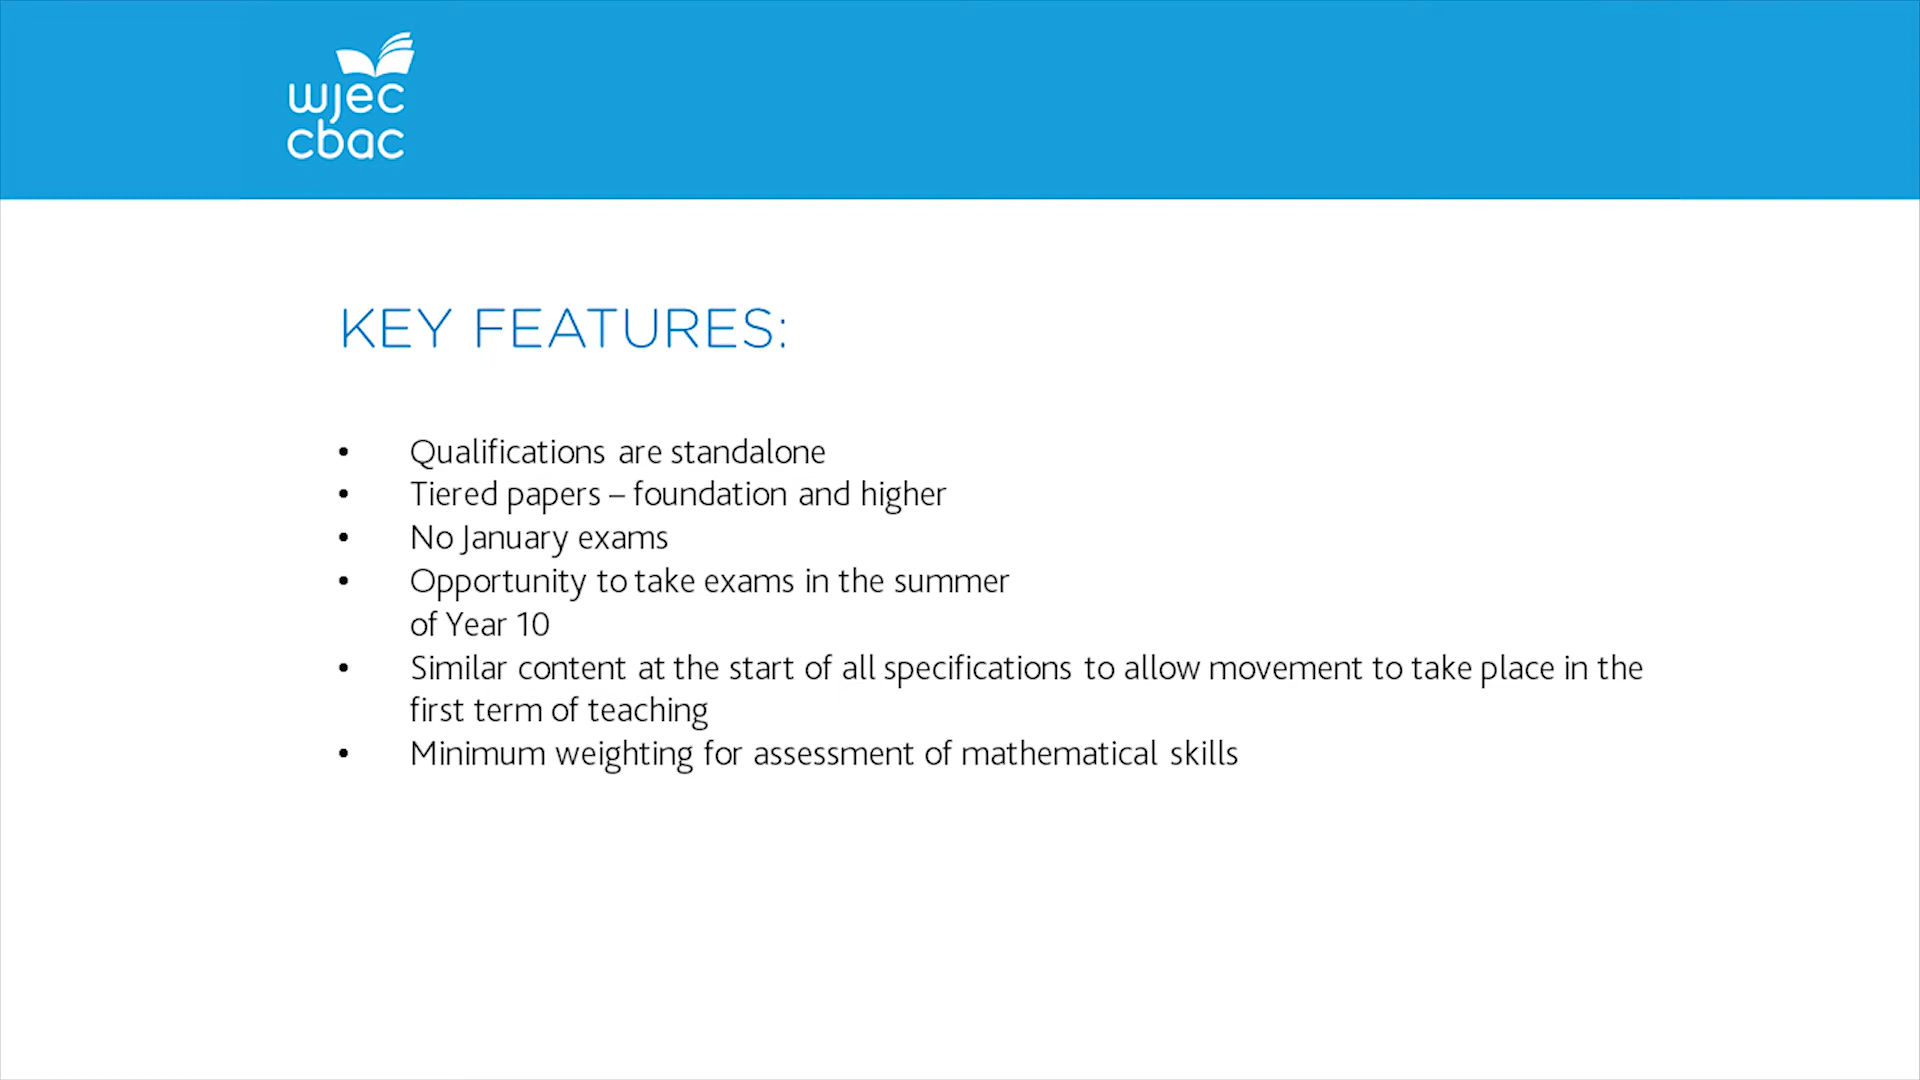 wjec
cbac
KEY FEATURES:
• Qualifications are standalone
• Tiered papers – foundation and higher
• No January exams
• Opportunity to take exams in the summer
of Year 10
• Similar content at the start of all specifications to allow movement to take place in the
first term of teaching
• Minimum weighting for assessment of mathematical skills